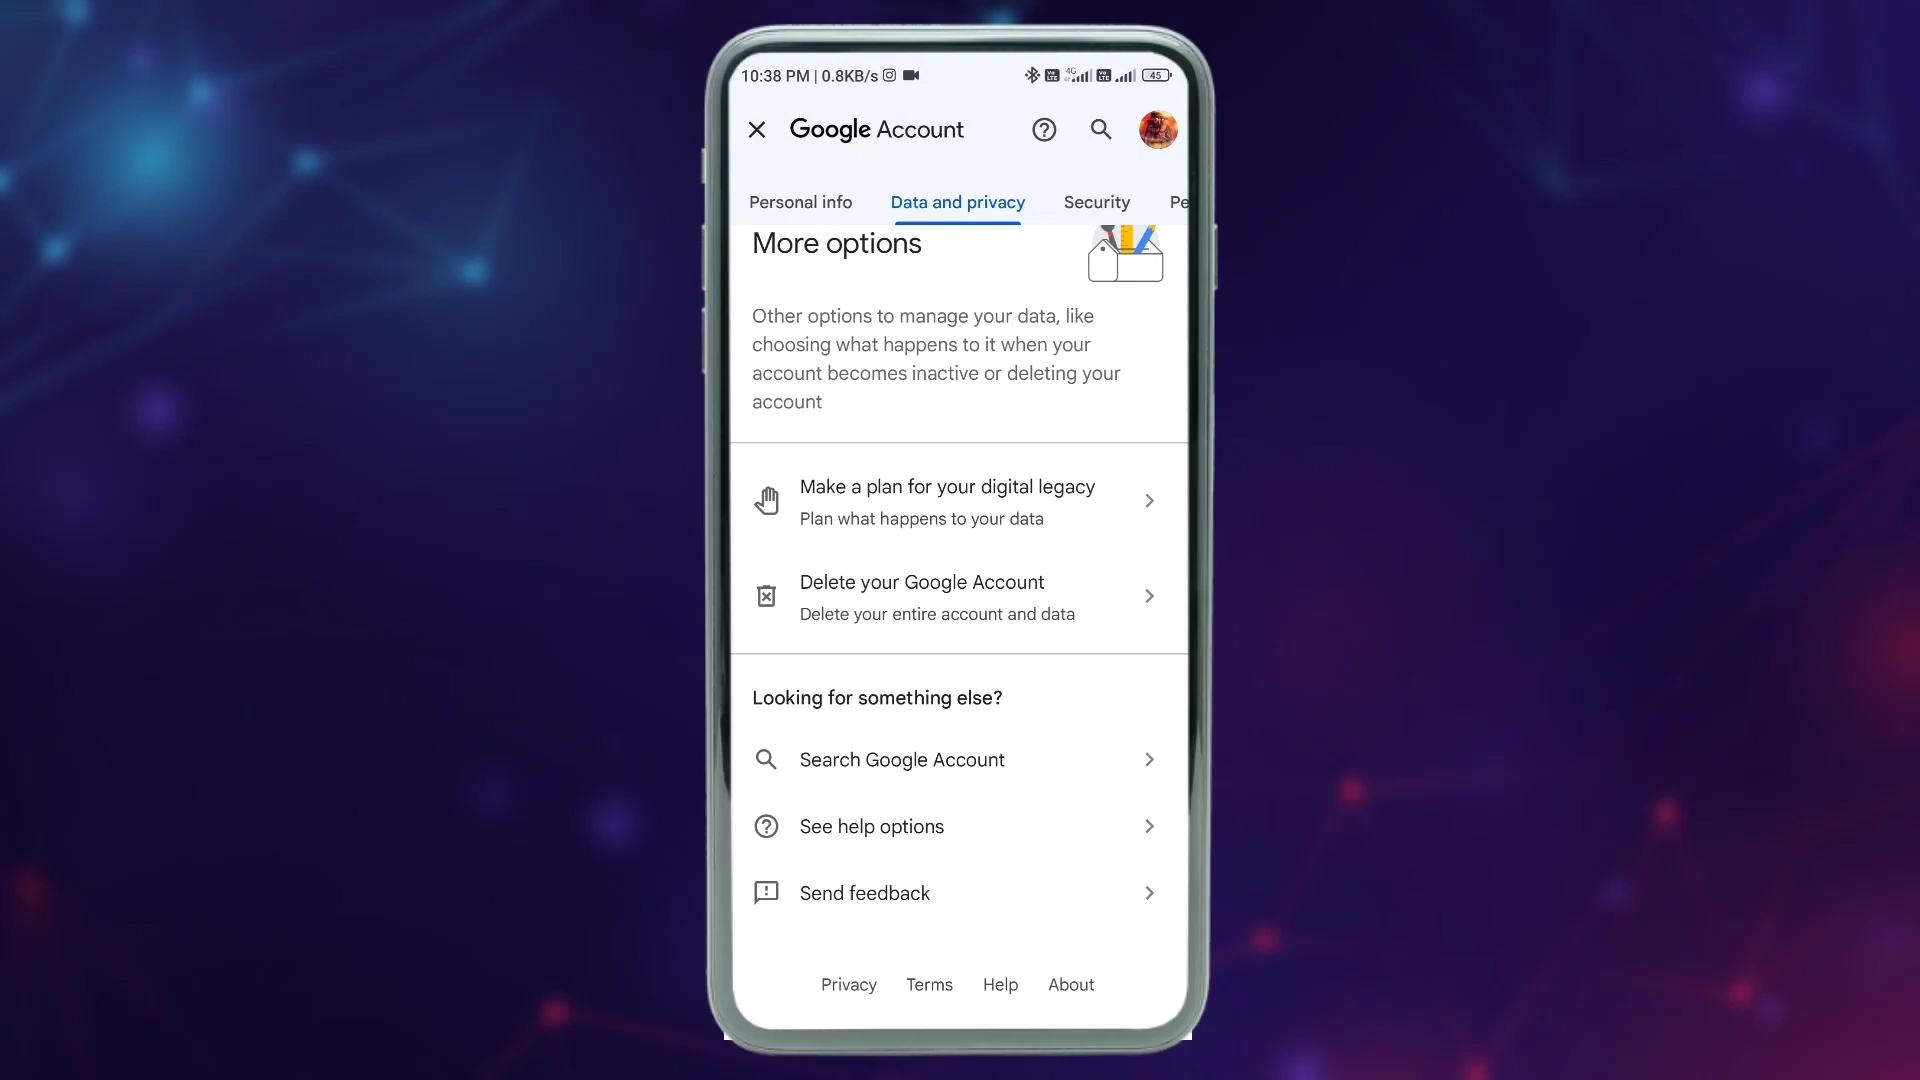 10:38 PM | 0.8KB/s
4G
45
Google Account
Personal info
Data and privacy
Security
Pe
More options
Other options to manage your data, like
choosing what happens to it when your
account becomes inactive or deleting your
account
Make a plan for your digital legacy
Plan what happens to your data
Delete your Google Account
Delete your entire account and data
Looking for something else?
Search Google Account
See help options
Send feedback
Privacy Terms Help About